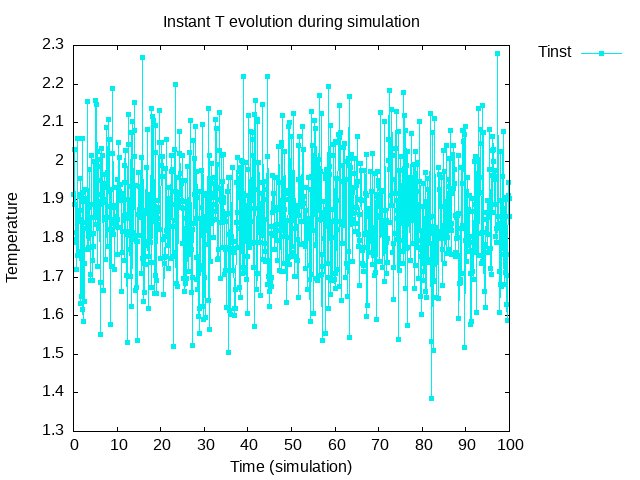 Instant T evolution during simulation
Tinst
2.3
2.2
2.1
2
1.9
1.8
1.7
1.6
1.5
1.4
1.3
Temperature
0 10 20 30 40 50 60 70 80 90 100
Time (simulation)